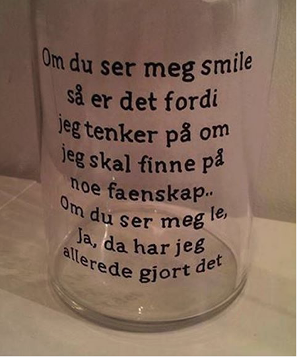 Om du ser meg smile
så er det fordi
jeg tenker på om
jeg skal finne på
noe faenskap..
Om du ser meg le,
Ja, da har jeg
allerede gjort det